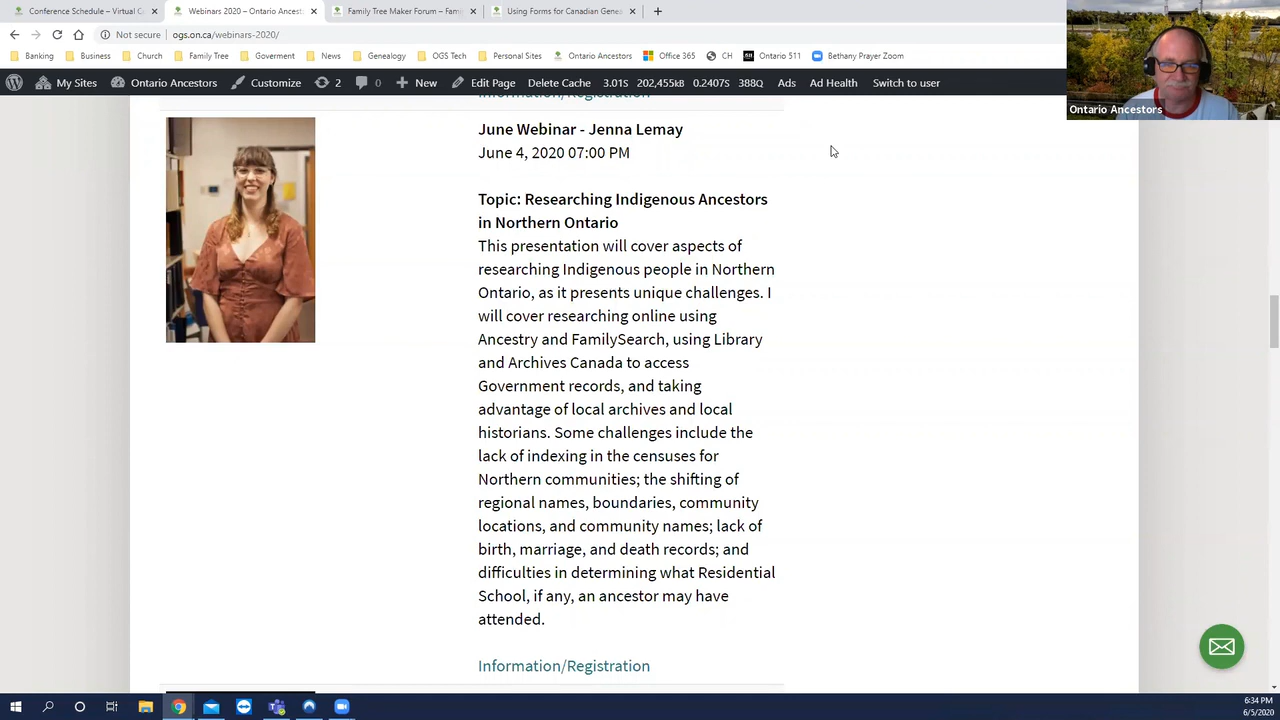 Conference Schedule – Virtual C
Webinars 2020 – Ontario Ancest
Family Tree Maker Forum – Fami
Using Forms for Canadian Genea
Not secure
ogs.on.ca/webinars-2020/
Banking
Business
Church
Family Tree
Goverment
News
Genealogy
OGS Tech
Personal Sites
Ontario Ancestors
Office 365
CH
511
Ontario 511
Bethany Prayer Zoom
My Sites
Ontario Ancestors
Customize
2
0
New
Edit Page
Delete Cache
3.01S
202,455kB
0.2407S
388Q
Ads
Ad Health
Switch to user
Ontario Ancestors
Information/Registration
June Webinar - Jenna Lemay
June 4, 2020 07:00 PM
Topic: Researching Indigenous Ancestors
in Northern Ontario
This presentation will cover aspects of
researching Indigenous people in Northern
Ontario, as it presents unique challenges. I
will cover researching online using
Ancestry and FamilySearch, using Library
and Archives Canada to access
Government records, and taking
advantage of local archives and local
historians. Some challenges include the
lack of indexing in the censuses for
Northern communities; the shifting of
regional names, boundaries, community
locations, and community names; lack of
birth, marriage, and death records; and
difficulties in determining what Residential
School, if any, an ancestor may have
attended.
Information/Registration
6:34 PM
6/5/2020